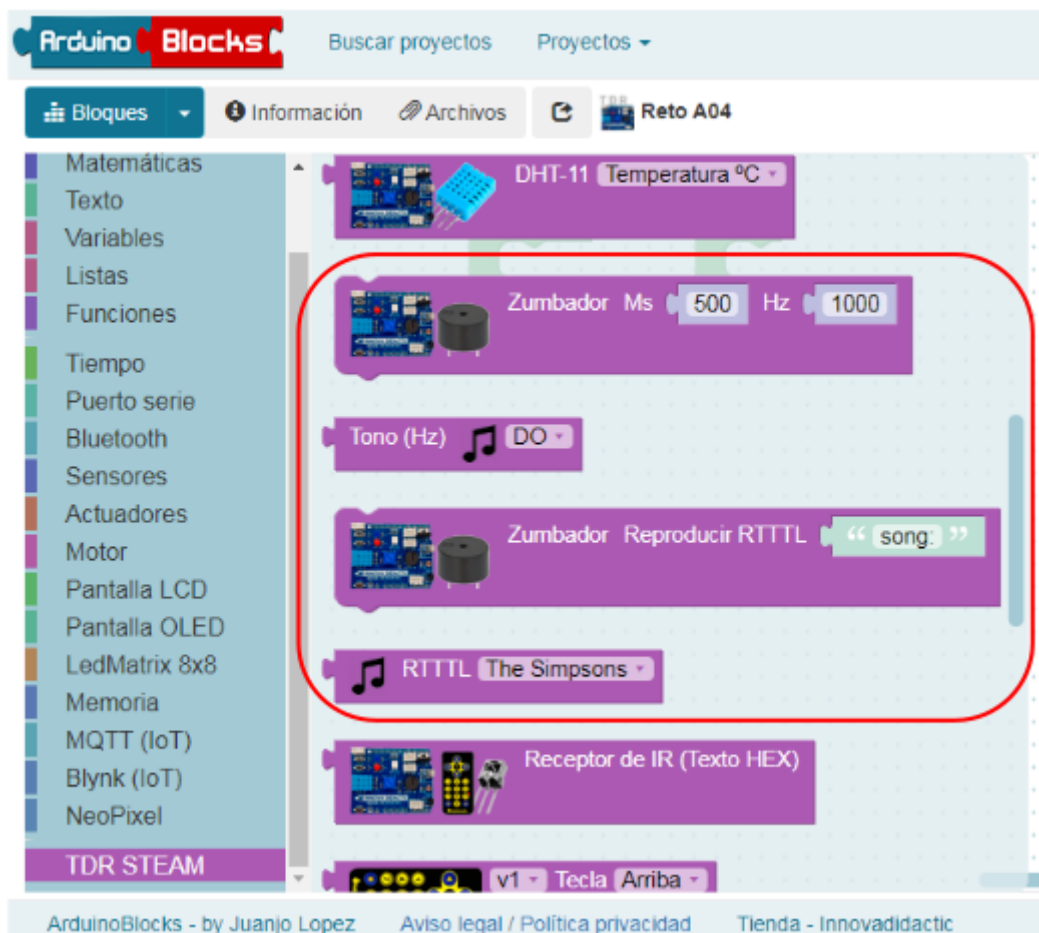 Arduino Blocks Buscar proyectos Proyectos
Bloques Información Archivos TDR Reto A04
Matemáticas
Texto
Variables
Listas
Funciones
Tiempo
Puerto serie
Bluetooth
Sensores
Actuadores
Motor
Pantalla LCD
Pantalla OLED
LedMatrix 8x8
Memoria
MQTT (IoT)
Blynk (IoT)
NeoPixel
TDR STEAM
DHT-11 Temperatura ºC
Zumbador Ms 500 Hz 1000
Tono (Hz) DO
Zumbador Reproducir RTTTL “ song: ”
RTTTL The Simpsons
Receptor de IR (Texto HEX)
v1 Tecla Arriba
ArduinoBlocks - by Juanjo Lopez Aviso legal / Política privacidad Tienda - Innovadidactic